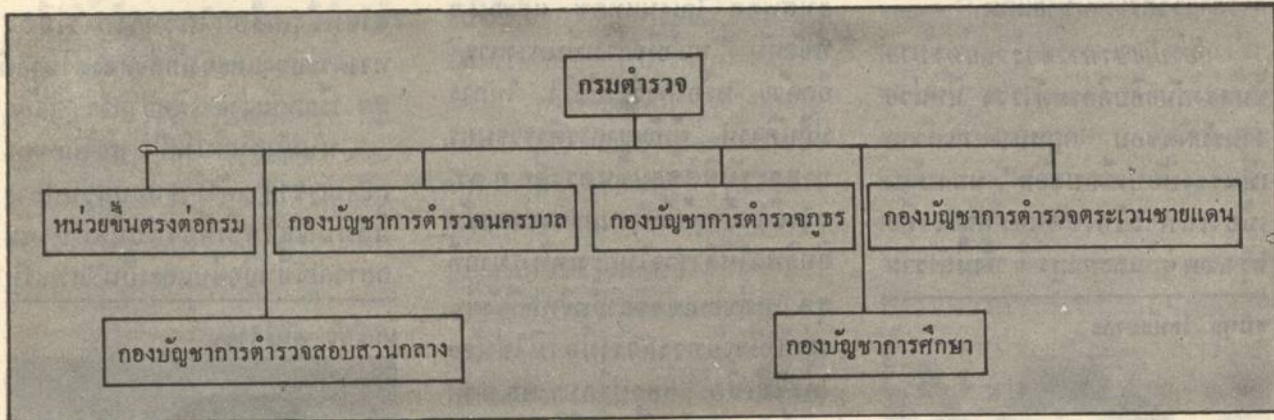 กรมตำรวจ
หน่วยขึ้นตรงต่อกรม
กองบัญชาการตำรวจนครบาล
กองบัญชาการตำรวจภูธร
กองบัญชาการตำรวจตระเวนชายแดน
กองบัญชาการตำรวจสอบสวนกลาง
กองบัญชาการศึกษา